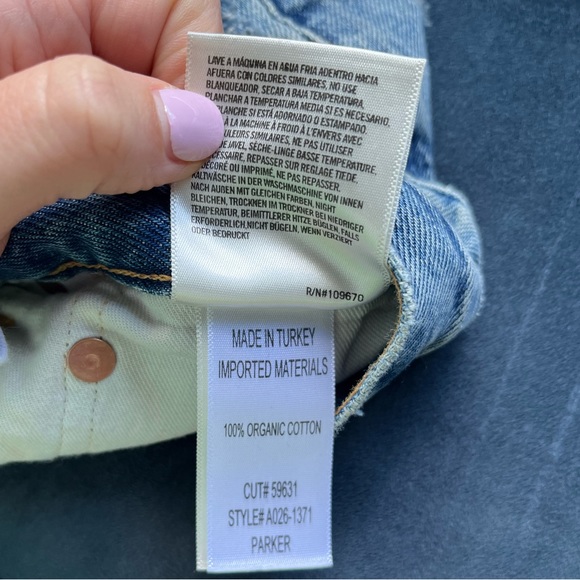 LAVE A MÁQUINA EN AGUA FRIA ADENTRO HACIA
AFUERA CON COLORES SIMILARES, NO USE
BLANQUEADOR, SECAR A BAJA TEMPERATURA,
PLANCHAR A TEMPERATURA MEDIA SI ES NECESARIO.
PLANCHE SI ESTÁ ADORNADO O ESTAMPADO
À LA MACHINE À FROID À L'ENVERS AVEC
COULEURS SIMILAIRES, NE PAS UTILISER
JAVEL, SÈCHE-LINGE BASSE TEMPÉRATURE,
REPASSER SUR REGLAGE TIEDE,
DÉCORÉ OU IMPRIMÉ, NE PAS REPASSER
KALTWÄSCHE IN DER WASCHMASCHINE VON INNEN
NACH AUßEN MIT GLEICHEN FARBEN, NIGHT
BLEICHEN, TROCKNEN IM TROCKNER BEI NIEDRIGER
TEMPERATUR, BEIMITTLERER HITZE BÜGLEN, FALLS
ERFORDERLICH,NICHT BÜGELN, WENN VERZIERT
ODER BEDRUCKT
R/N#109670
MADE IN TURKEY
IMPORTED MATERIALS
100% ORGANIC COTTON
CUT# 59631
STYLE# A026-1371
PARKER